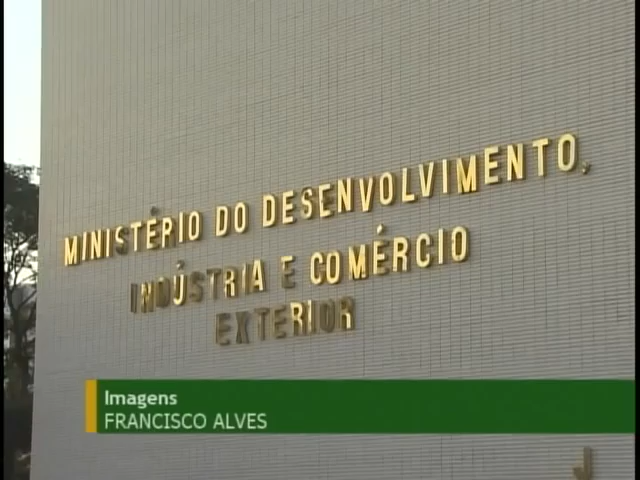 MINISTÉRIO DO DESENVOLVIMENTO,
INDÚSTRIA E COMÉRCIO
EXTERIOR
Imagens
FRANCISCO ALVES
J